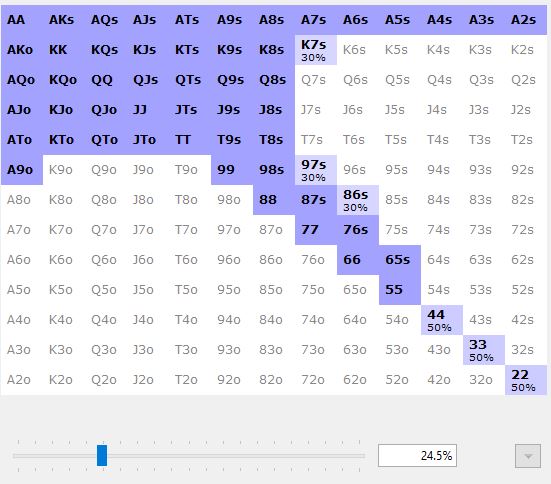 AA AKs AQs AJs ATs A9s A8s A7s A6s A5s A4s A3s A2s
AKo KK KQs KJs KTs K9s K8s K7s K6s K5s K4s K3s K2s
30%
AQo KQo QQ QJs QTs Q9s Q8s Q7s Q6s Q5s Q4s Q3s Q2s
AJo KJo QJo JJ JTs J9s J8s J7s J6s J5s J4s J3s J2s
ATo KTo QTo JTo TT T9s T8s T7s T6s T5s T4s T3s T2s
A9o K9o Q9o J9o T9o 99 98s 97s 96s 95s 94s 93s 92s
30%
A8o K8o Q8o J8o T8o 98o 88 87s 86s 85s 84s 83s 82s
30%
A7o K7o Q7o J7o T7o 97o 87o 77 76s 75s 74s 73s 72s
A6o K6o Q6o J6o T6o 96o 86o 76o 66 65s 64s 63s 62s
A5o K5o Q5o J5o T5o 95o 85o 75o 65o 55 54s 53s 52s
A4o K4o Q4o J4o T4o 94o 84o 74o 64o 54o 44 43s 42s
50%
A3o K3o Q3o J3o T3o 93o 83o 73o 63o 53o 43o 33 32s
50%
A2o K2o Q2o J2o T2o 92o 82o 72o 62o 52o 42o 32o 22
50%
24.5%